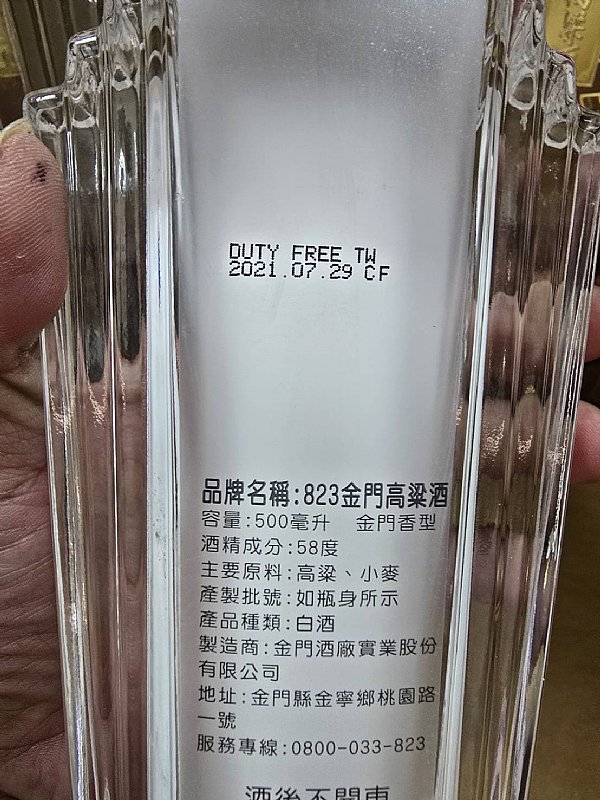 DUTY FREE TW
2021.07.29 CF
品牌名稱:823金門高粱酒
容量:500毫升 金門香型
酒精成分:58度
主要原料:高粱、小麥
產製批號:如瓶身所示
產品種類:白酒
製造商:金門酒廠實業股份
有限公司
地址:金門縣金寧鄉桃園路
一號
服務專線:0800-033-823
酒後不開車